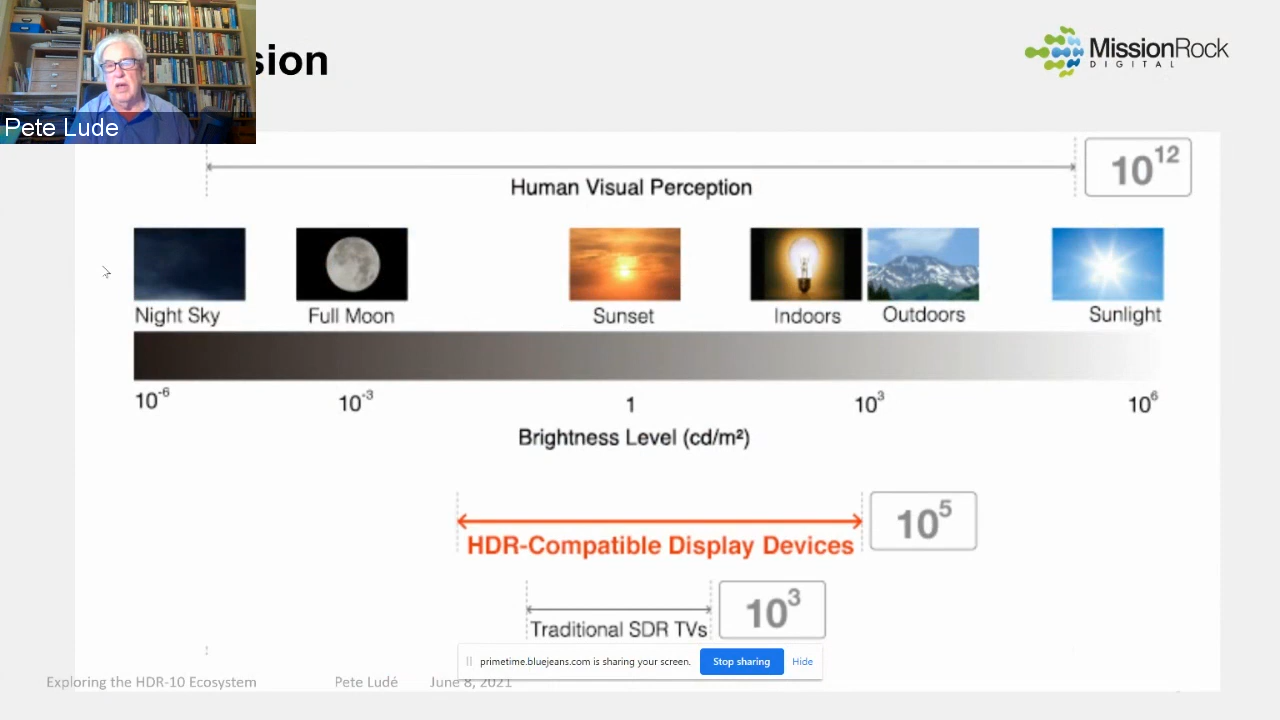 sion
MissionRock
DIGITAL
Pete Lude
10¹²
Human Visual Perception
Night Sky
Full Moon
Sunset
Indoors
Outdoors
Sunlight
10⁻⁶
10⁻³
1
10³
10⁶
Brightness Level (cd/m²)
10⁵
HDR-Compatible Display Devices
10³
Traditional SDR TVs
primetime.bluejeans.com is sharing your screen.
Stop sharing
Hide
Exploring the HDR-10 Ecosystem
Pete Ludé
June 8, 2021